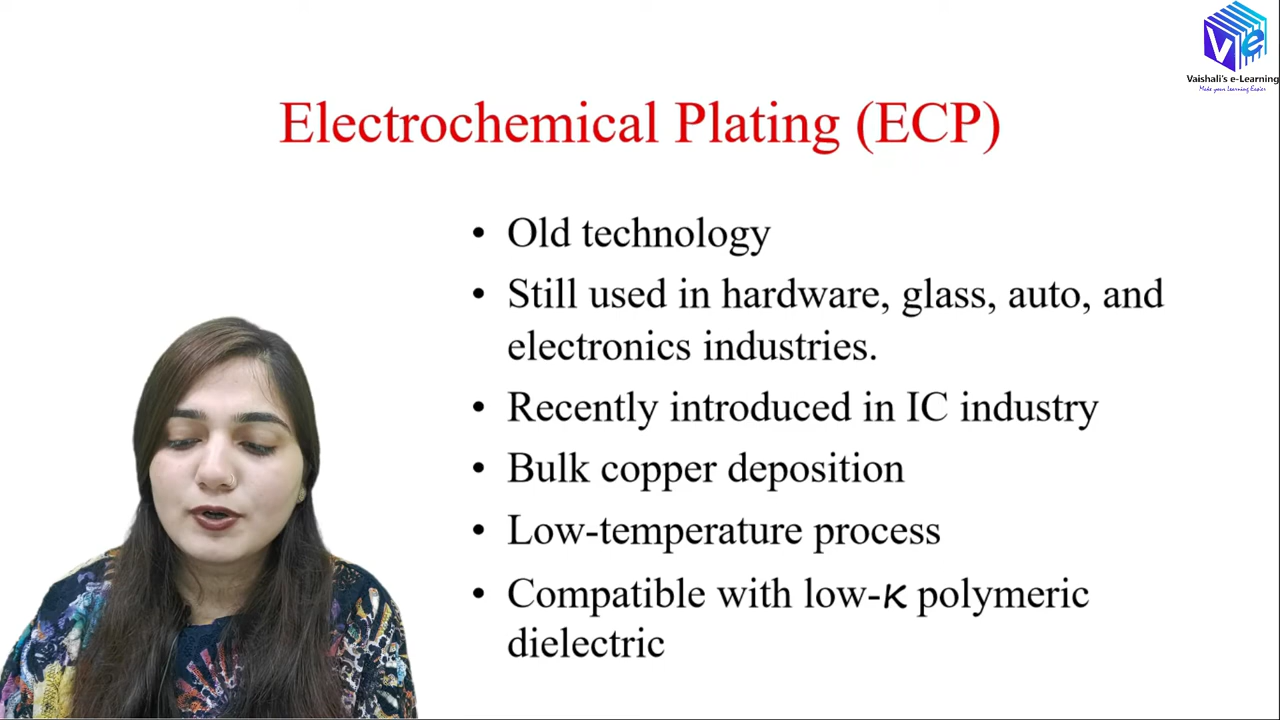 Ve
Vaishali's e-Learning
Make your Learning Easier
Electrochemical Plating (ECP)
• Old technology
• Still used in hardware, glass, auto, and
electronics industries.
• Recently introduced in IC industry
• Bulk copper deposition
• Low-temperature process
• Compatible with low-κ polymeric
dielectric